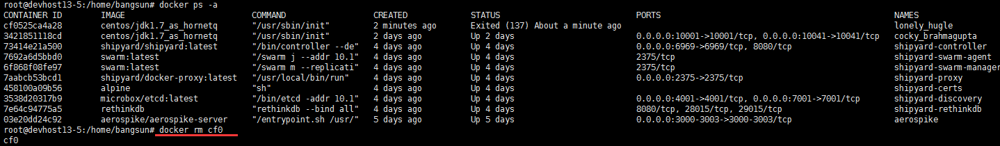 root@devhost13-5:/home/bangsun# docker ps -a
CONTAINER ID IMAGE COMMAND CREATED STATUS PORTS NAMES
cf0525ca4a28 centos/jdk1.7_as_hornetq "/usr/sbin/init" 2 minutes ago Exited (137) About a minute ago lonely_hugle
3421851118cd centos/jdk1.7_as_hornetq "/usr/sbin/init" 2 days ago Up 2 days 0.0.0.0:10001->10001/tcp, 0.0.0.0:10041->10041/tcp cocky_brahmagupta
73414e21a500 shipyard/shipyard:latest "/bin/controller --de" 4 days ago Up 4 days 0.0.0.0:6969->6969/tcp, 8080/tcp shipyard-controller
7692a6d5bbd0 swarm:latest "/swarm j --addr 10.1" 4 days ago Up 4 days 2375/tcp shipyard-swarm-agent
6f868f08fe97 swarm:latest "/swarm m --replicati" 4 days ago Up 4 days 2375/tcp shipyard-swarm-manager
7aabcb53bcd1 shipyard/docker-proxy:latest "/usr/local/bin/run" 4 days ago Up 4 days 0.0.0.0:2375->2375/tcp shipyard-proxy
458100a09b56 alpine "sh" 4 days ago Up 4 days shipyard-certs
3538d20317b9 microbox/etcd:latest "/bin/etcd -addr 10.1" 4 days ago Up 4 days 0.0.0.0:4001->4001/tcp, 0.0.0.0:7001->7001/tcp shipyard-discovery
7e64c94775a5 rethinkdb "rethinkdb --bind all" 4 days ago Up 4 days 8080/tcp, 28015/tcp, 29015/tcp shipyard-rethinkdb
03e20dd24c92 aerospike/aerospike-server "/entrypoint.sh /usr/" 5 days ago Up 5 days 0.0.0.0:3000-3003->3000-3003/tcp aerospike
root@devhost13-5:/home/bangsun# docker rm cf0
cf0